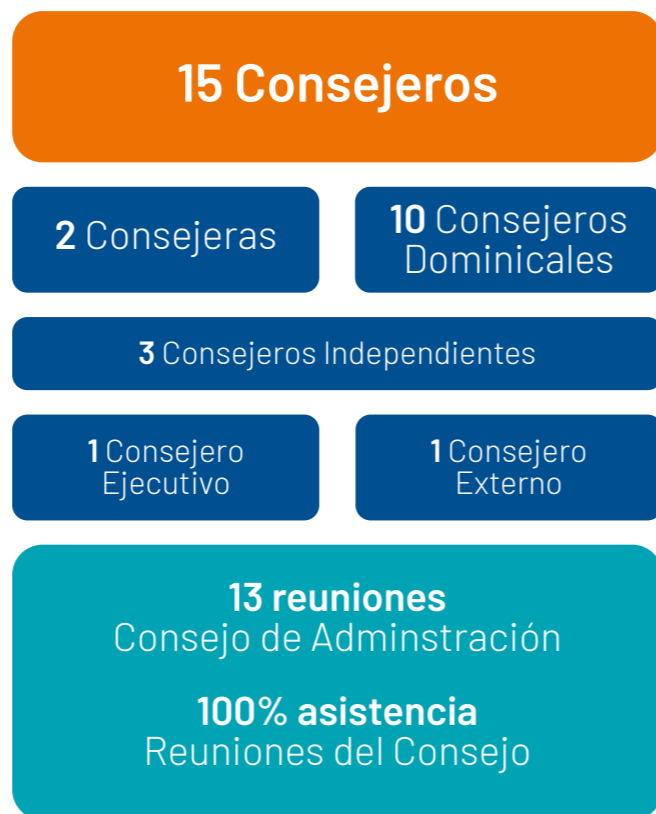 15 Consejeros
2 Consejeras
10 Consejeros
Dominicales
3 Consejeros Independientes
1 Consejero
Ejecutivo
1 Consejero
Externo
13 reuniones
Consejo de Adminstración
100% asistencia
Reuniones del Consejo